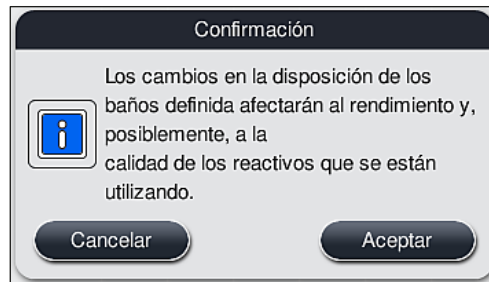 Confirmación
Los cambios en la disposición de los
baños definida afectarán al rendimiento y,
posiblemente, a la
calidad de los reactivos que se están
utilizando.
Cancelar
Aceptar